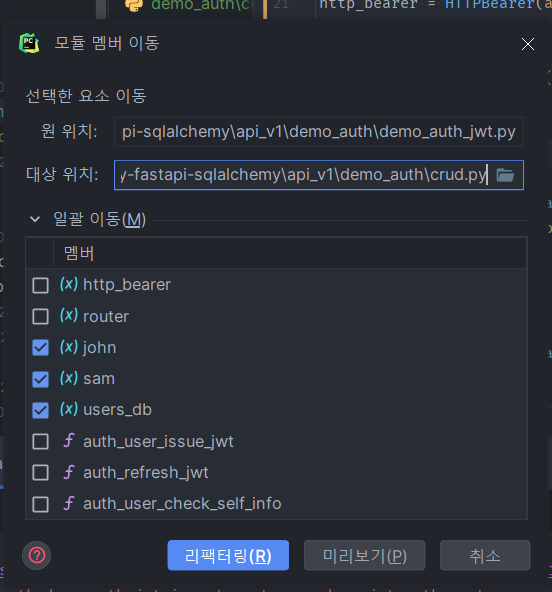 demo_auth\c
21 http_bearer = HTTPBearer(a
PC
모듈 멤버 이동
선택한 요소 이동
원 위치: pi-sqlalchemy\api_v1\demo_auth\demo_auth_jwt.py
대상 위치: y-fastapi-sqlalchemy\api_v1\demo_auth\crud.py
일괄 이동(M)
멤버
(x) http_bearer
(x) router
(x) john
(x) sam
(x) users_db
f auth_user_issue_jwt
f auth_refresh_jwt
f auth_user_check_self_info
? 리팩터링(R) 미리보기(P) 취소